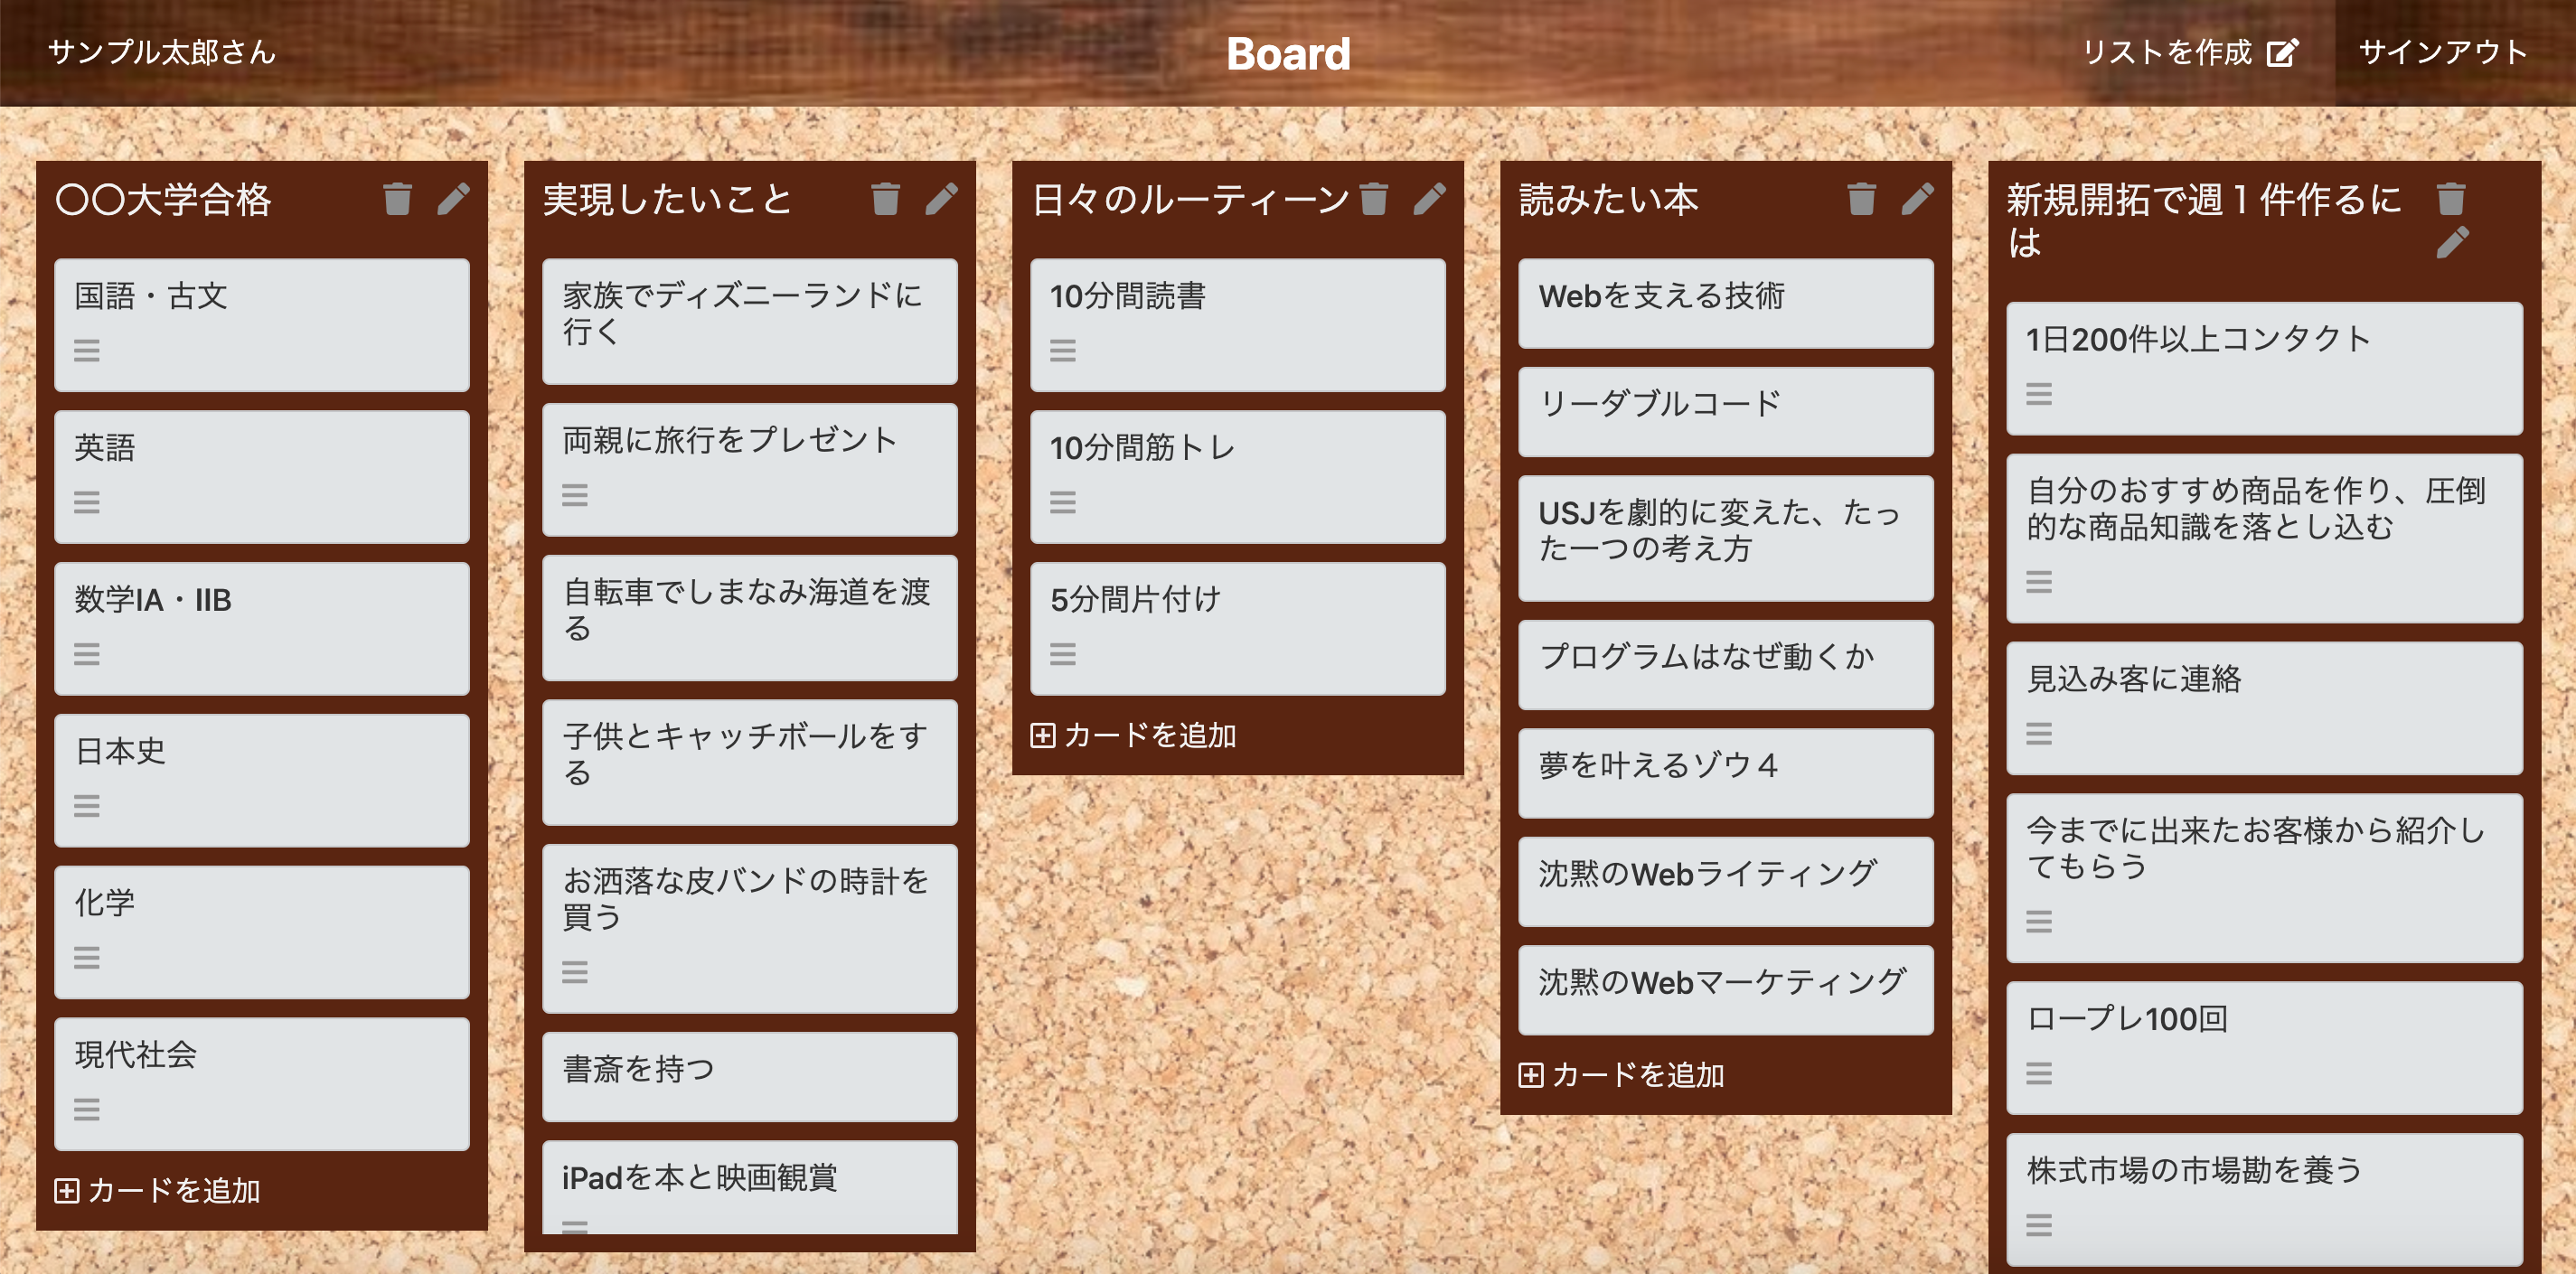 サンプル太郎さん
Board
リストを作成
サインアウト
〇〇大学合格
国語・古文
英語
数学IA・IIB
日本史
化学
現代社会
カードを追加
実現したいこと
家族でディズニーランドに
行く
両親に旅行をプレゼント
自転車でしまなみ海道を渡
る
子供とキャッチボールをす
る
お洒落な皮バンドの時計を
買う
書斎を持つ
iPadを本と映画観賞
日々のルーティーン
10分間読書
10分間筋トレ
5分間片付け
カードを追加
読みたい本
Webを支える技術
リーダブルコード
USJを劇的に変えた、たっ
た一つの考え方
プログラムはなぜ動くか
夢を叶えるゾウ４
沈黙のWebライティング
沈黙のWebマーケティング
カードを追加
新規開拓で週１件作るに
は
1日200件以上コンタクト
自分のおすすめ商品を作り、圧倒
的な商品知識を落とし込む
見込み客に連絡
今までに出来たお客様から紹介し
てもらう
ロープレ100回
株式市場の市場勘を養う